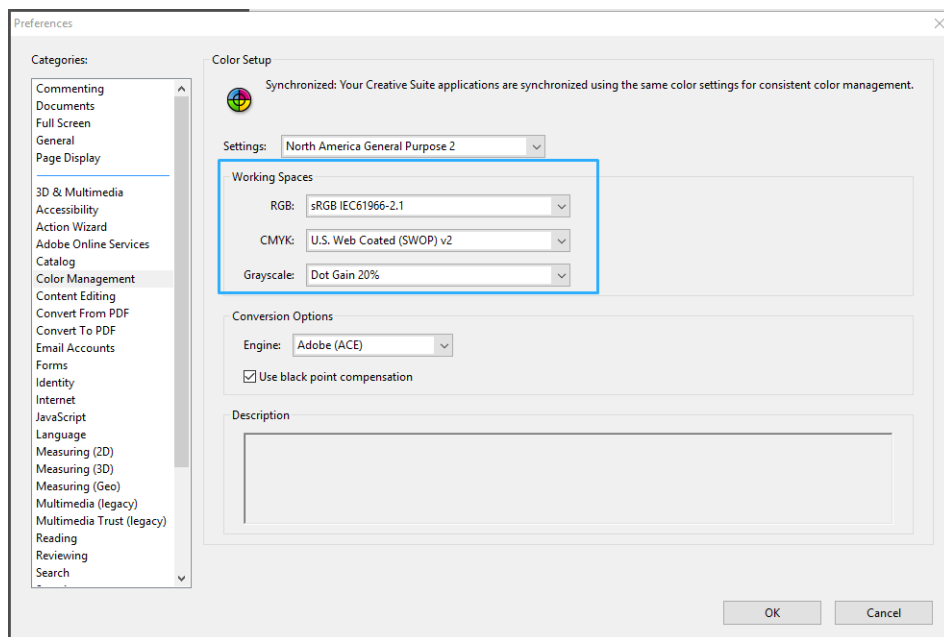 Preferences
Categories:
Commenting
Documents
Full Screen
General
Page Display
3D & Multimedia
Accessibility
Action Wizard
Adobe Online Services
Catalog
Color Management
Content Editing
Convert From PDF
Convert To PDF
Email Accounts
Forms
Identity
Internet
JavaScript
Language
Measuring (2D)
Measuring (3D)
Measuring (Geo)
Multimedia (legacy)
Multimedia Trust (legacy)
Reading
Reviewing
Search
Color Setup
Synchronized: Your Creative Suite applications are synchronized using the same color settings for consistent color management.
Settings: North America General Purpose 2
Working Spaces
RGB: sRGB IEC61966-2.1
CMYK: U.S. Web Coated (SWOP) v2
Grayscale: Dot Gain 20%
Conversion Options
Engine: Adobe (ACE)
Use black point compensation
Description
OK Cancel